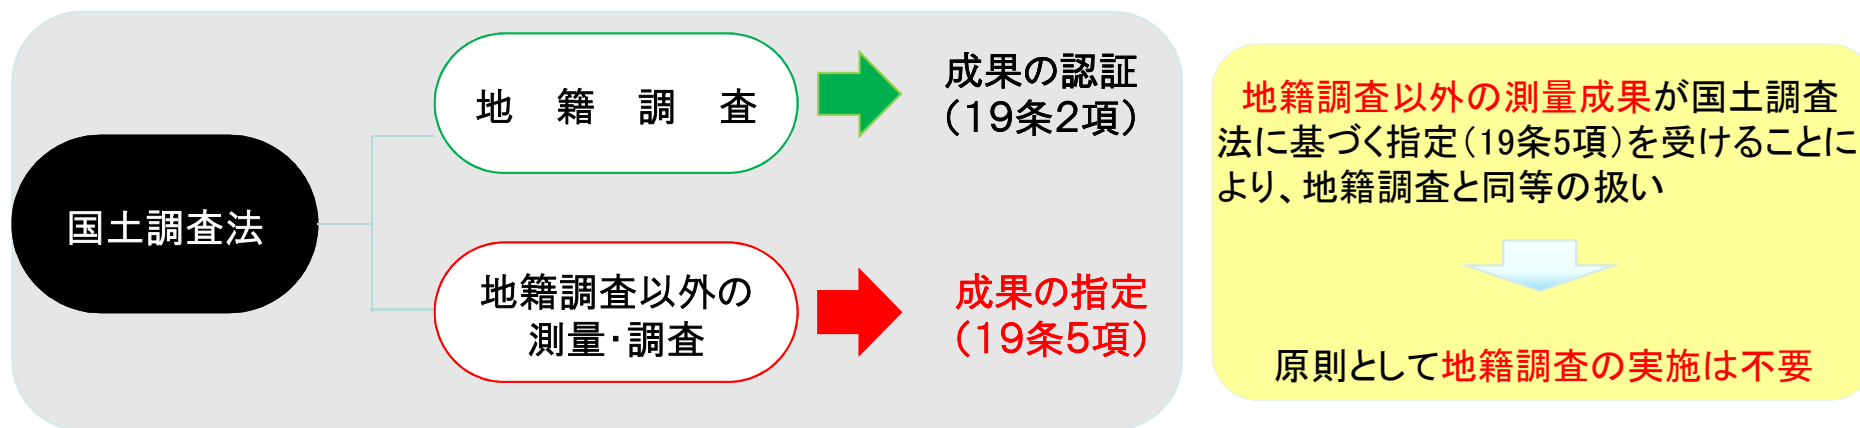 国土調査法
地　籍　調　査
成果の認証
（１９条２項）
地籍調査以外の
測量・調査
成果の指定
（１９条５項）
地籍調査以外の測量成果が国土調査
法に基づく指定（19条5項）を受けることに
より、地籍調査と同等の扱い
原則として地籍調査の実施は不要